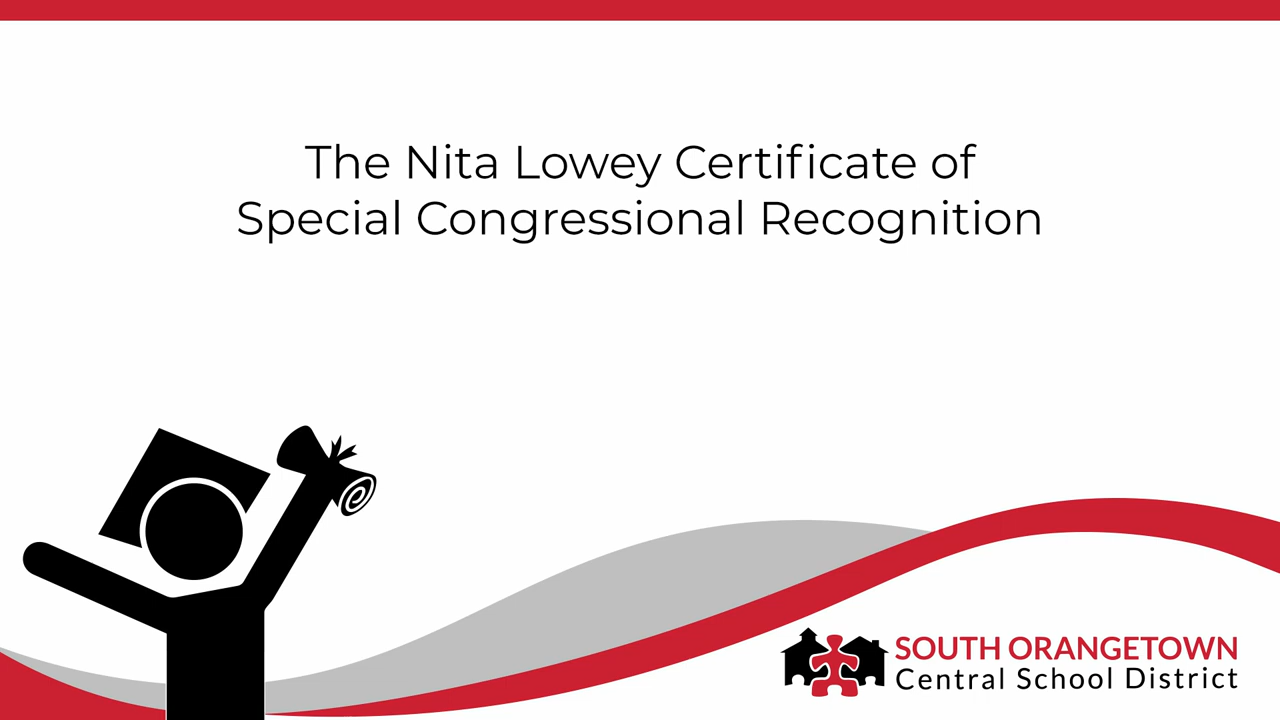 The Nita Lowey Certificate of
Special Congressional Recognition
SOUTH ORANGETOWN
Central School District